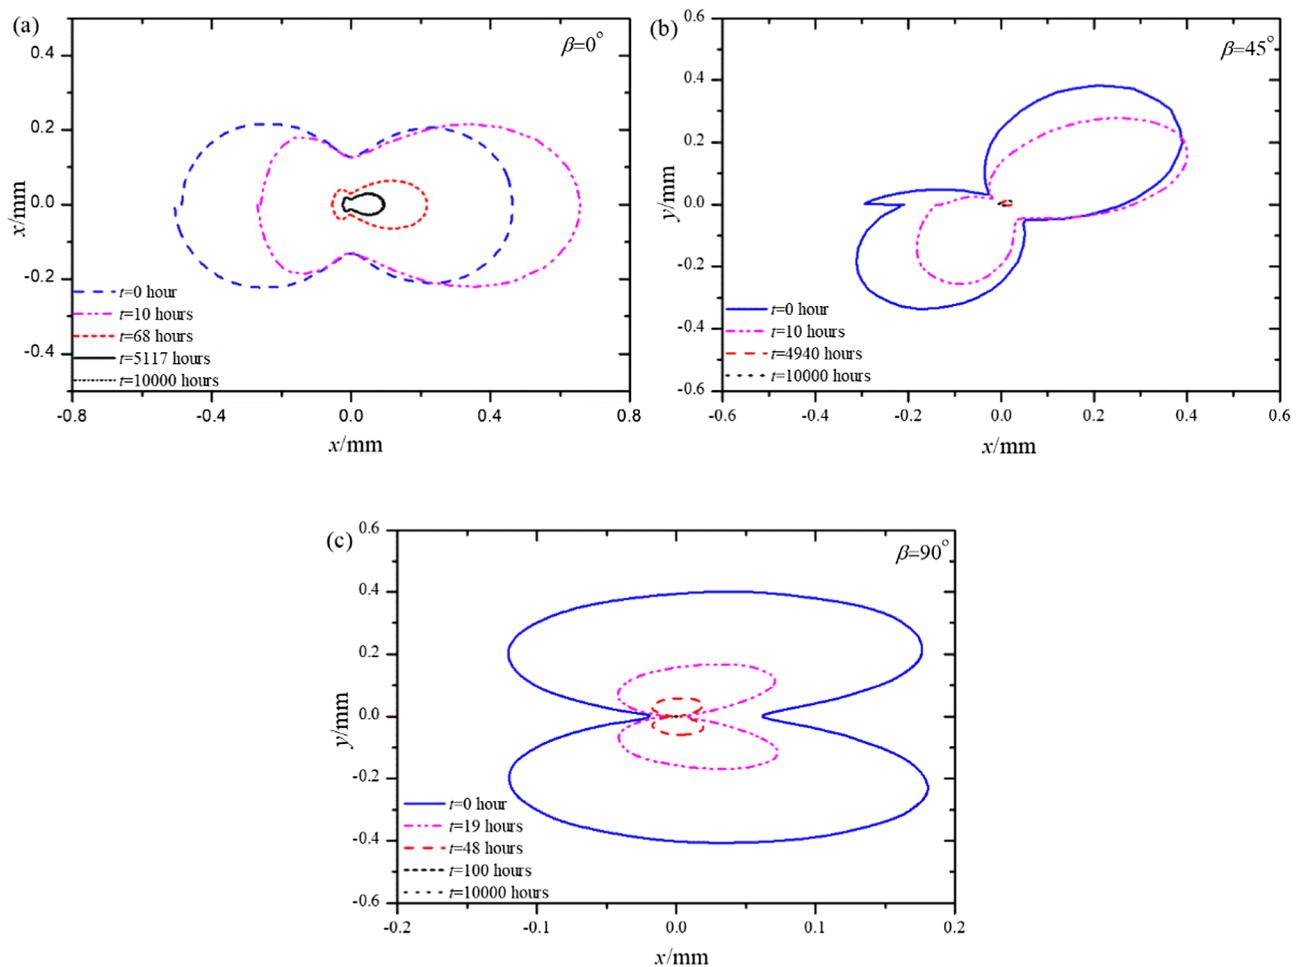 (a)
β=0°
0.4
0.2
0.0
-0.2
-0.4
x/mm
t=0 hour
t=10 hours
t=68 hours
t=5117 hours
t=10000 hours
-0.8
-0.4
0.0
0.4
0.8
x/mm
(b)
β=45°
0.6
0.4
0.2
0.0
-0.2
-0.4
-0.6
y/mm
t=0 hour
t=10 hours
t=4940 hours
t=10000 hours
-0.6
-0.4
-0.2
0.0
0.2
0.4
0.6
x/mm
(c)
β=90°
0.6
0.4
0.2
0.0
-0.2
-0.4
-0.6
y/mm
t=0 hour
t=19 hours
t=48 hours
t=100 hours
t=10000 hours
-0.2
-0.1
0.0
0.1
0.2
x/mm